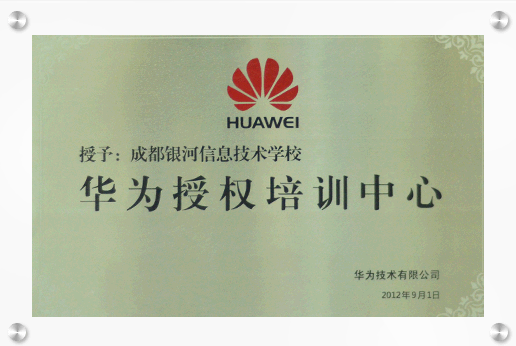 HUAWEI
授予：成都银河信息技术学校
华为授权培训中心
华为技术有限公司
2012年9月1日